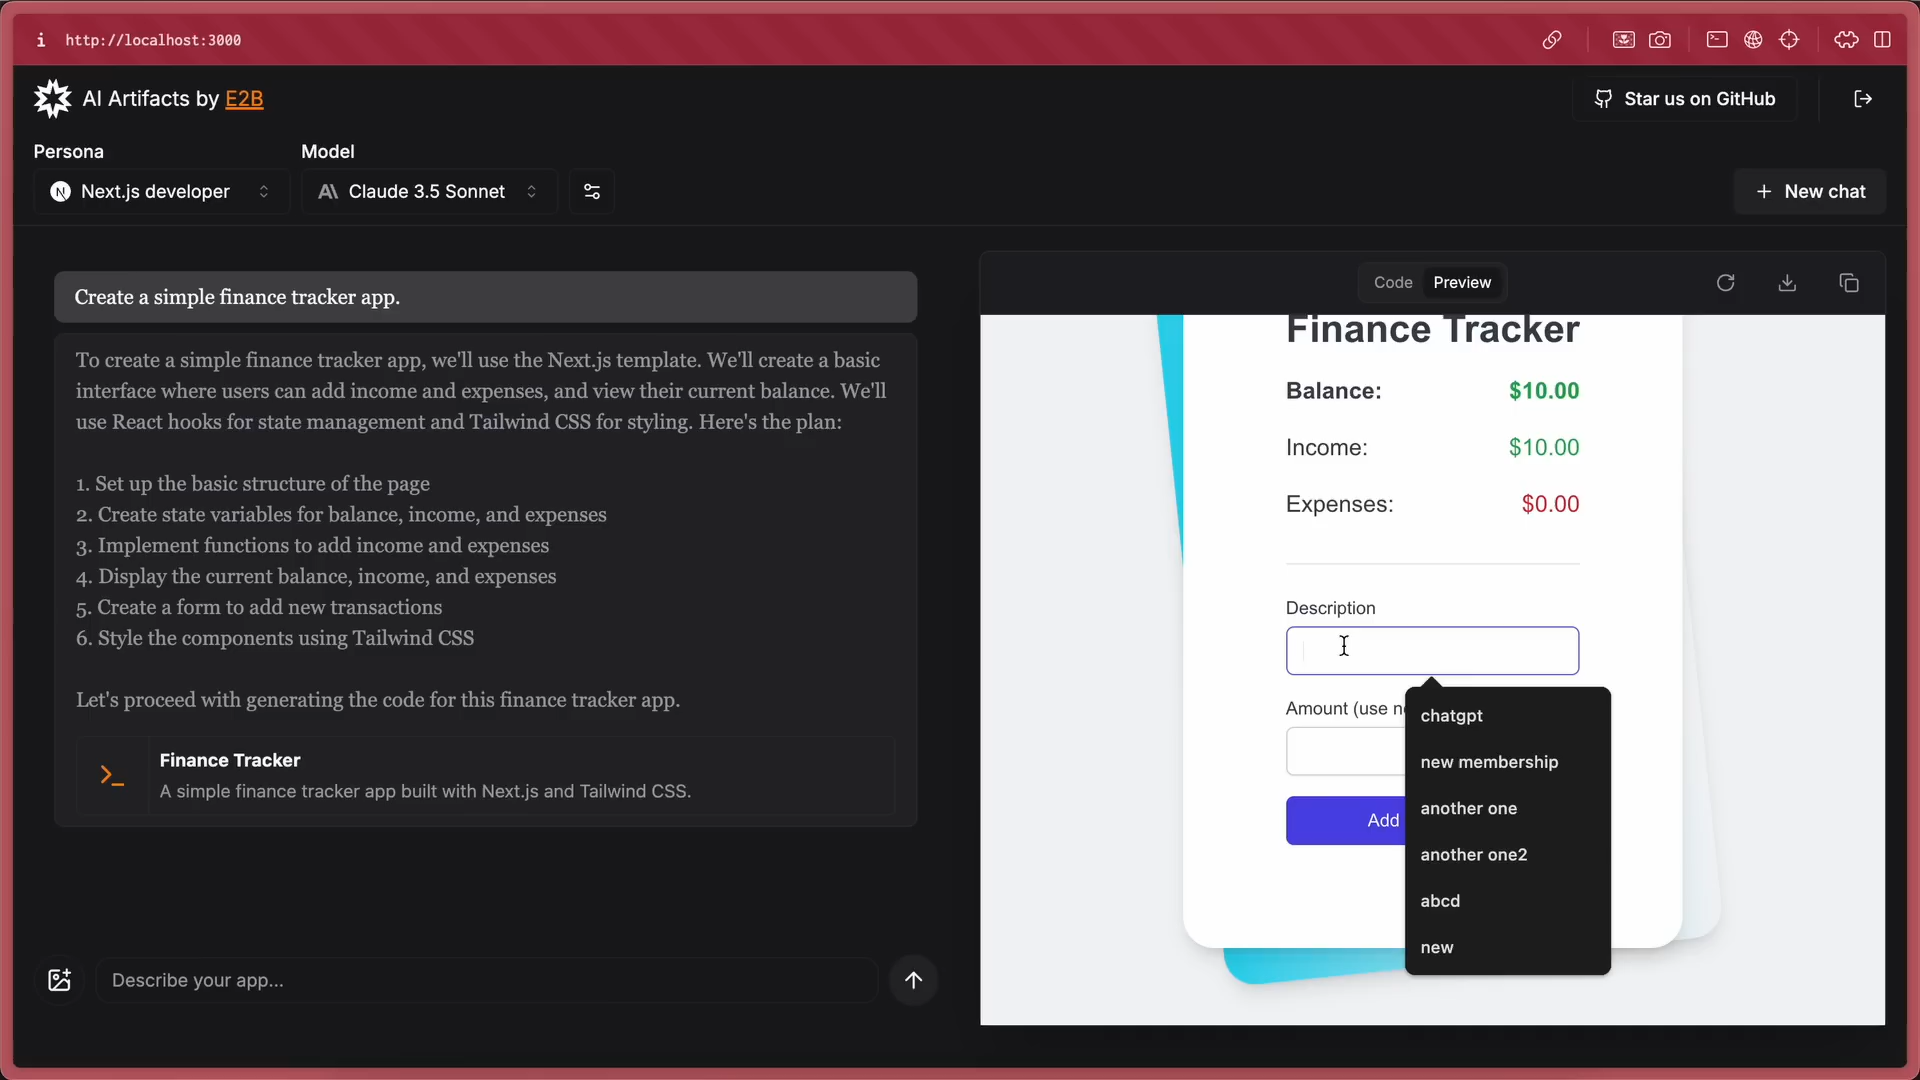 http://localhost:3000
AI Artifacts by E2B
Star us on GitHub
Persona
Model
Next.js developer
Claude 3.5 Sonnet
New chat
Create a simple finance tracker app.
To create a simple finance tracker app, we'll use the Next.js template. We'll create a basic
interface where users can add income and expenses, and view their current balance. We'll
use React hooks for state management and Tailwind CSS for styling. Here's the plan:
1. Set up the basic structure of the page
2. Create state variables for balance, income, and expenses
3. Implement functions to add income and expenses
4. Display the current balance, income, and expenses
5. Create a form to add new transactions
6. Style the components using Tailwind CSS
Let's proceed with generating the code for this finance tracker app.
Finance Tracker
A simple finance tracker app built with Next.js and Tailwind CSS.
Describe your app...
Code
Preview
Finance Tracker
Balance: $10.00
Income: $10.00
Expenses: $0.00
Description
Amount (use
Add
chatgpt
new membership
another one
another one2
abcd
new